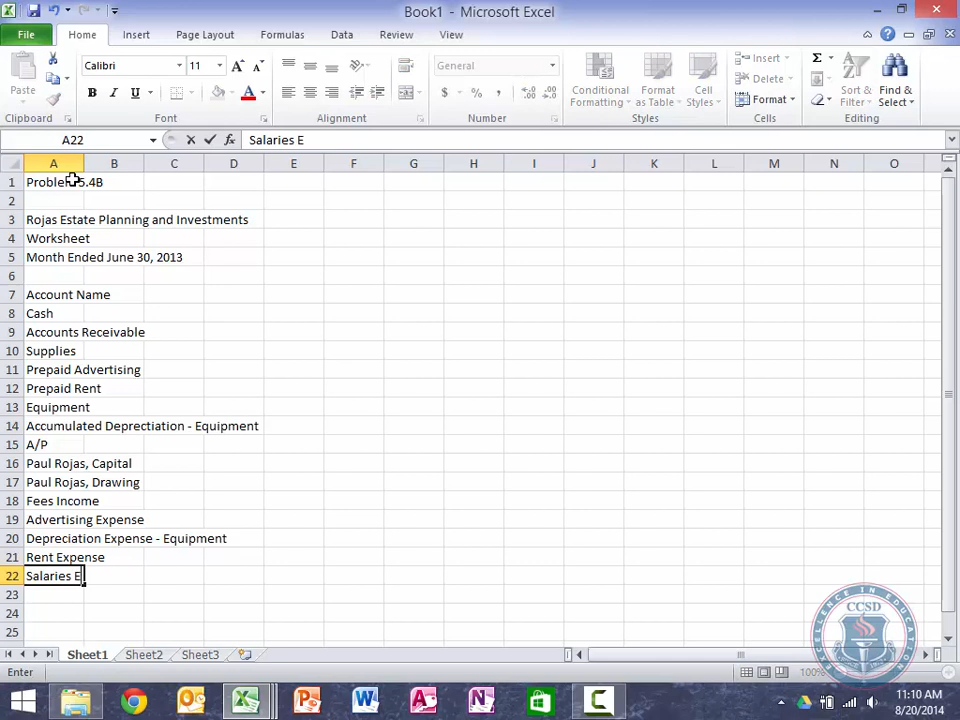 Book1 - Microsoft Excel
File Home Insert Page Layout Formulas Data Review View
Calibri 11 General Insert
Paste Delete
B I U A $ % , Conditional Formatting Format as Table Cell Styles Format Sort & Filter Find & Select
Clipboard Font Alignment Number Styles Cells Editing
A22 fx Salaries E
A B C D E F G H I J K L M N O
1 Problem 5.4B
2
3 Rojas Estate Planning and Investments
4 Worksheet
5 Month Ended June 30, 2013
6
7 Account Name
8 Cash
9 Accounts Receivable
10 Supplies
11 Prepaid Advertising
12 Prepaid Rent
13 Equipment
14 Accumulated Deprectiation - Equipment
15 A/P
16 Paul Rojas, Capital
17 Paul Rojas, Drawing
18 Fees Income
19 Advertising Expense
20 Depreciation Expense - Equipment
21 Rent Expense
22 Salaries E
23
24
25
CCSD
EXCELLENCE IN EDUCATION
Sheet1 Sheet2 Sheet3
Enter 100%
11:10 AM
8/20/2014